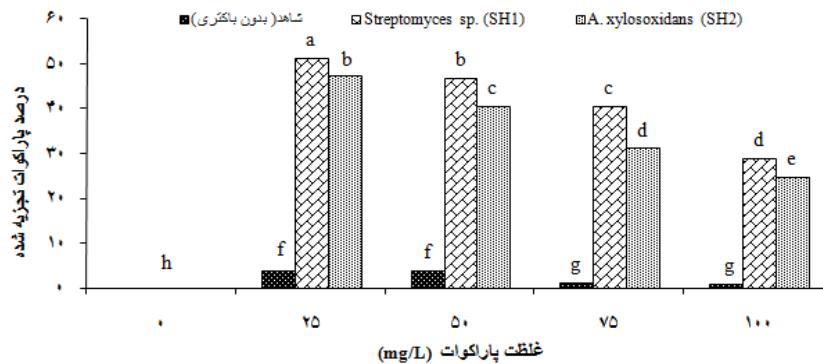 شاهد( بدون باکتری) Streptomyces sp. (SH1) A. xylosoxidans (SH2)
درصد پاراکوات تجزیه شده
۶۰
۵۰
۴۰
۳۰
۲۰
۱۰
۰
h
f a b
f b c
g c d
g d e
۰ ۲۵ ۵۰ ۷۵ ۱۰۰
غلظت پاراکوات (mg/L)